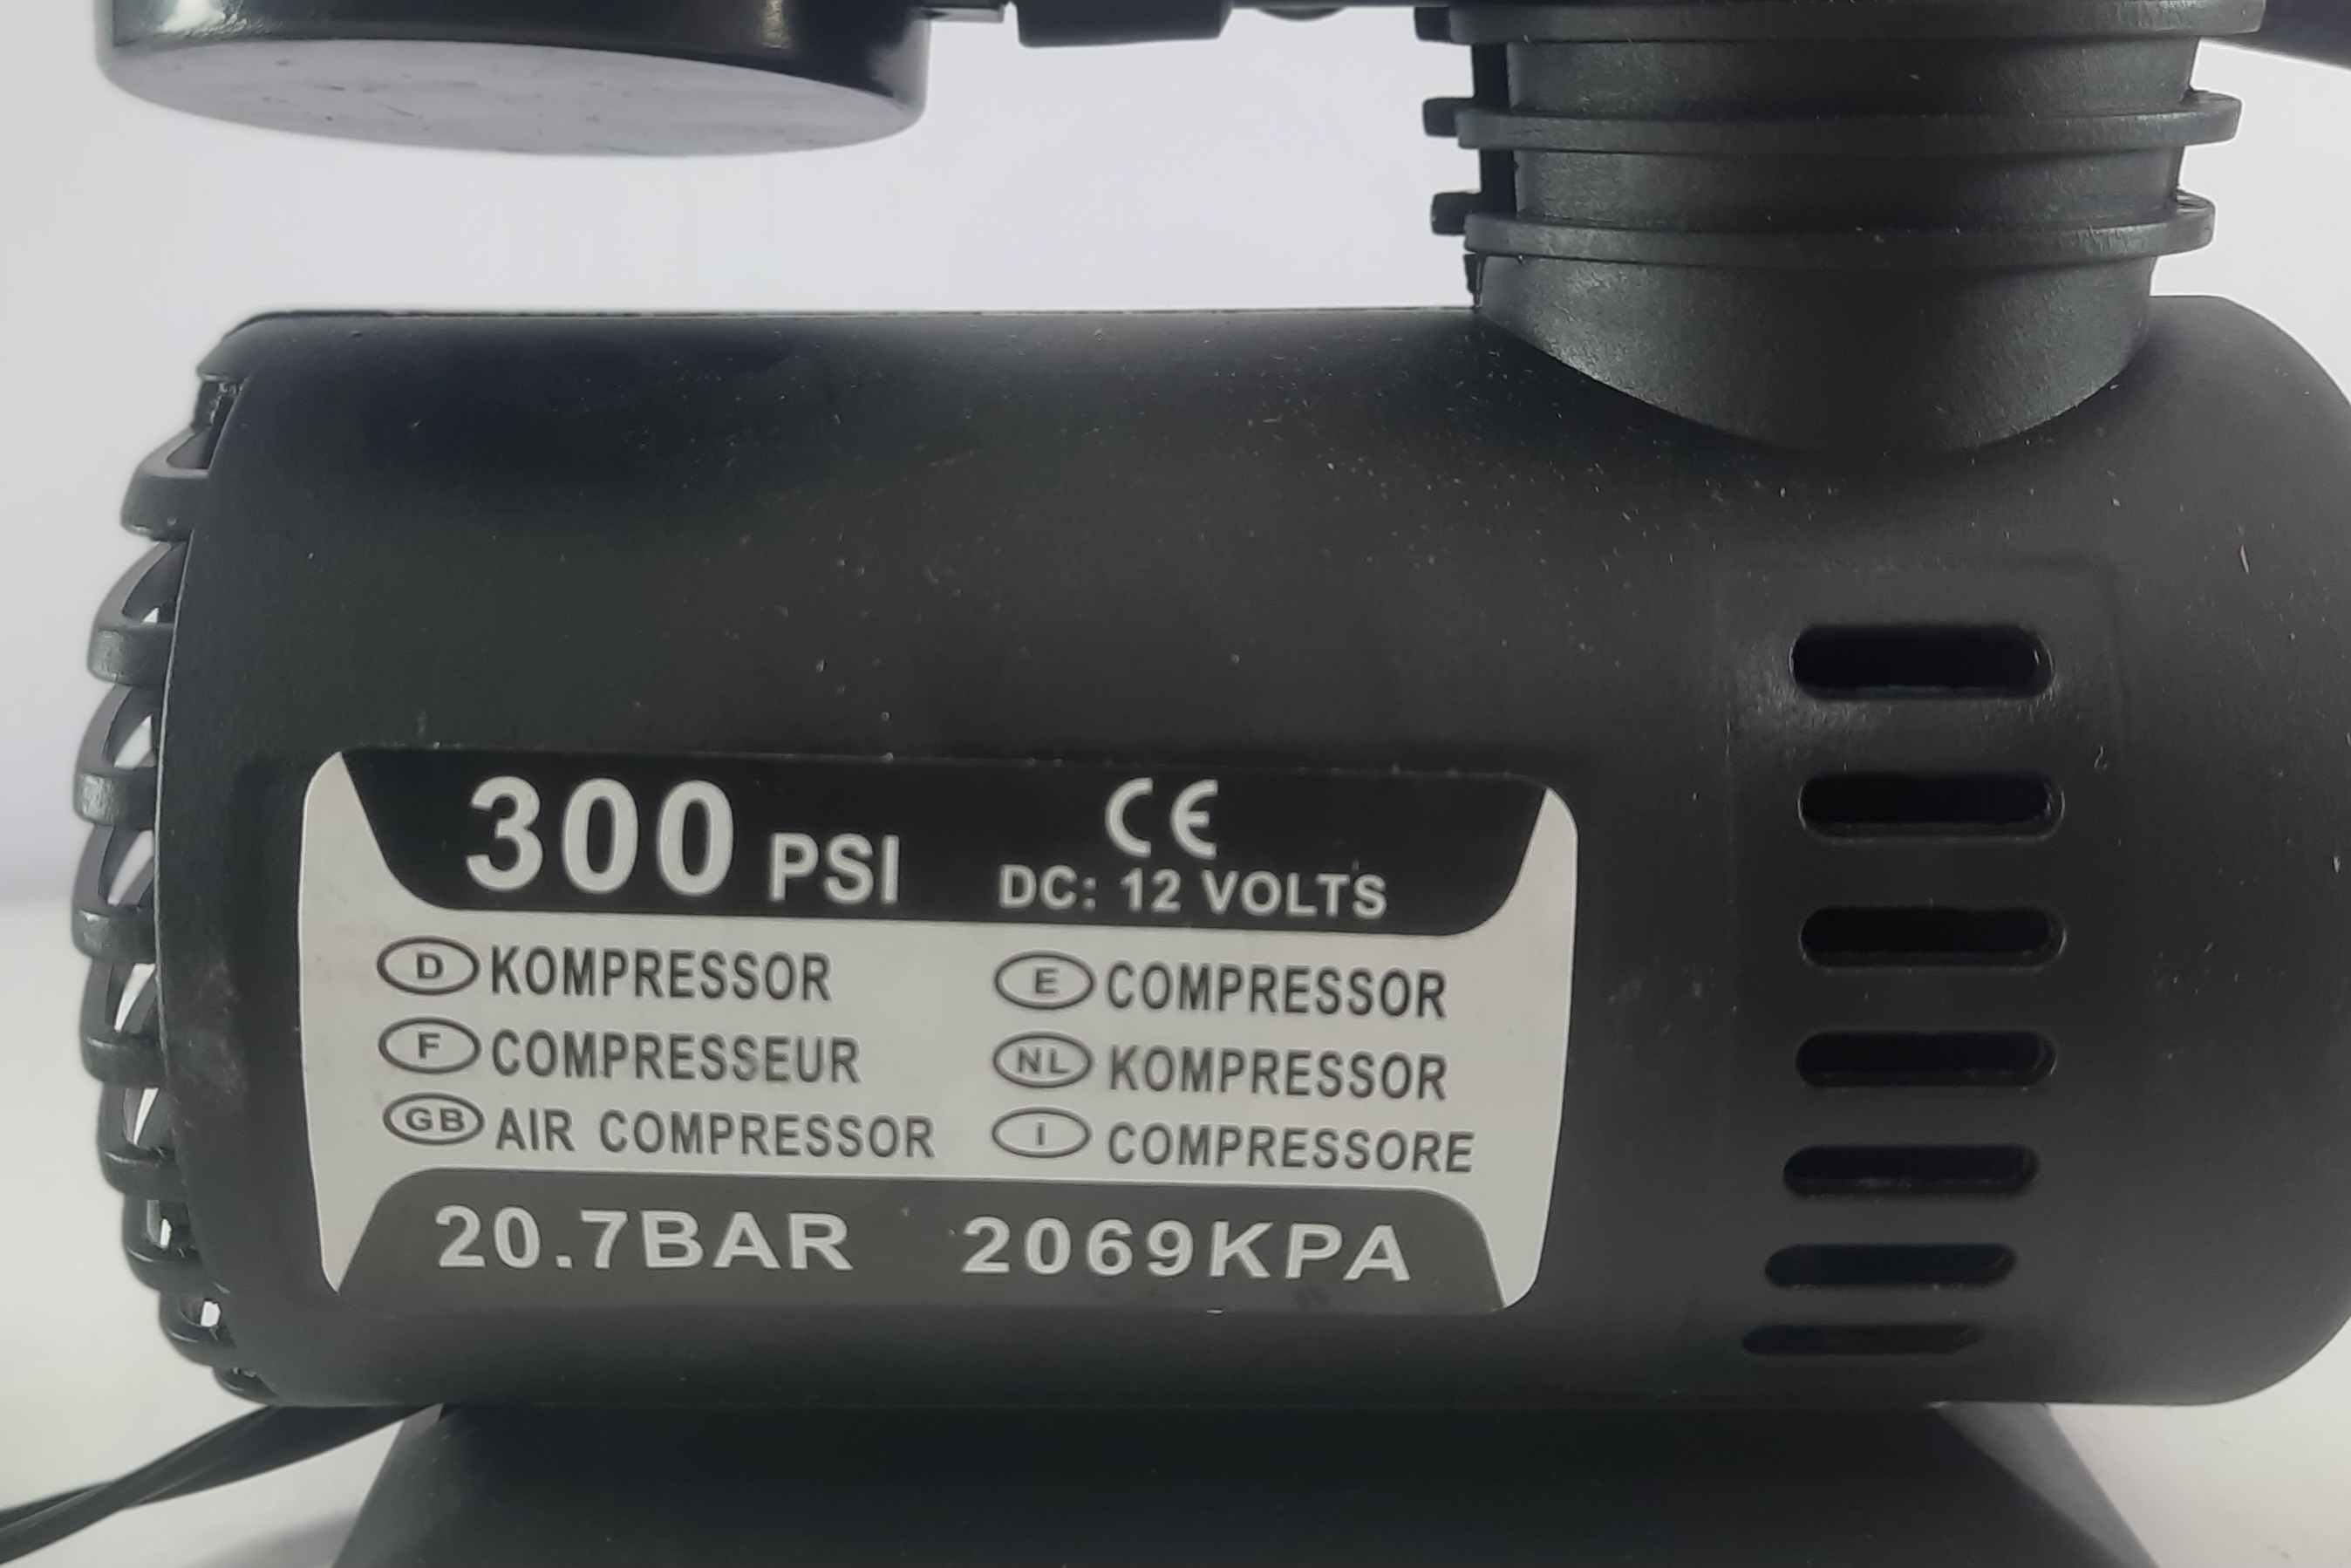 300 PSI
CE
DC: 12 VOLTS
D KOMPRESSOR
E COMPRESSOR
F COMPRESSEUR
NL KOMPRESSOR
GB AIR COMPRESSOR
I COMPRESSORE
20.7BAR 2069KPA